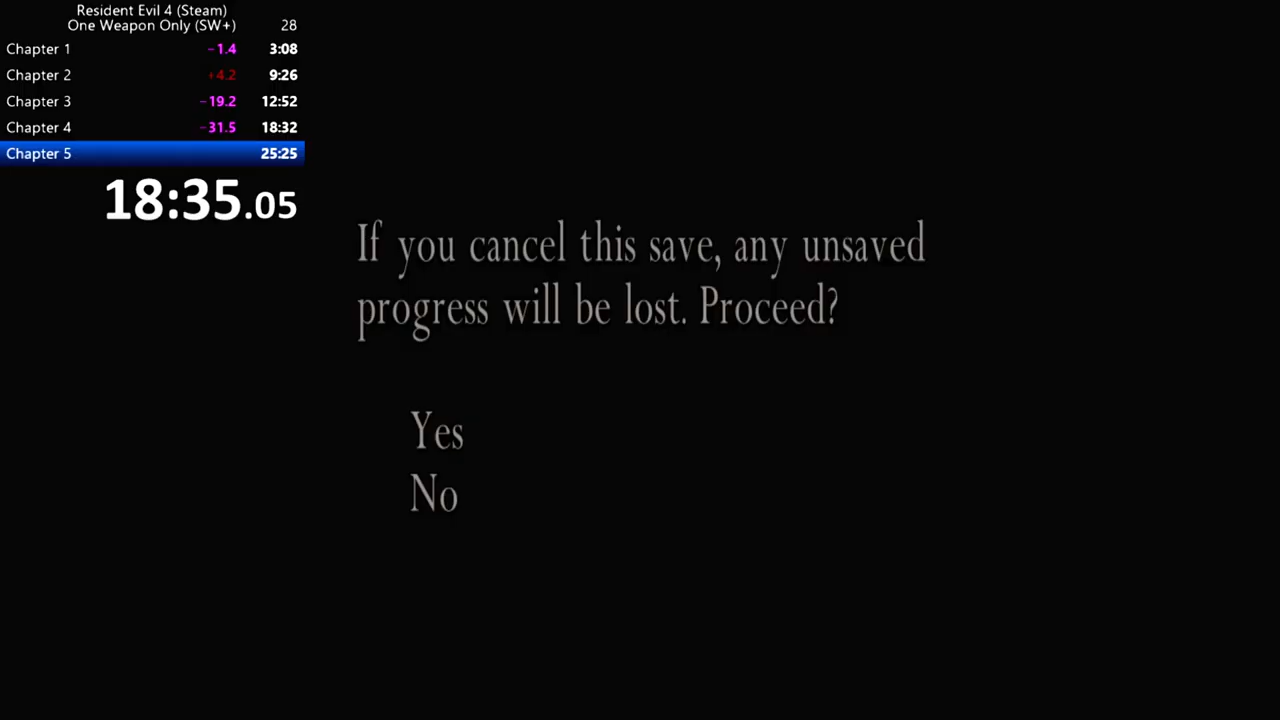 Resident Evil 4 (Steam)
One Weapon Only (SW+) 28
Chapter 1 -1.4 3:08
Chapter 2 +4.2 9:26
Chapter 3 -19.2 12:52
Chapter 4 -31.5 18:32
Chapter 5 25:25
18:35.05
If you cancel this save, any unsaved
progress will be lost. Proceed?
Yes
No